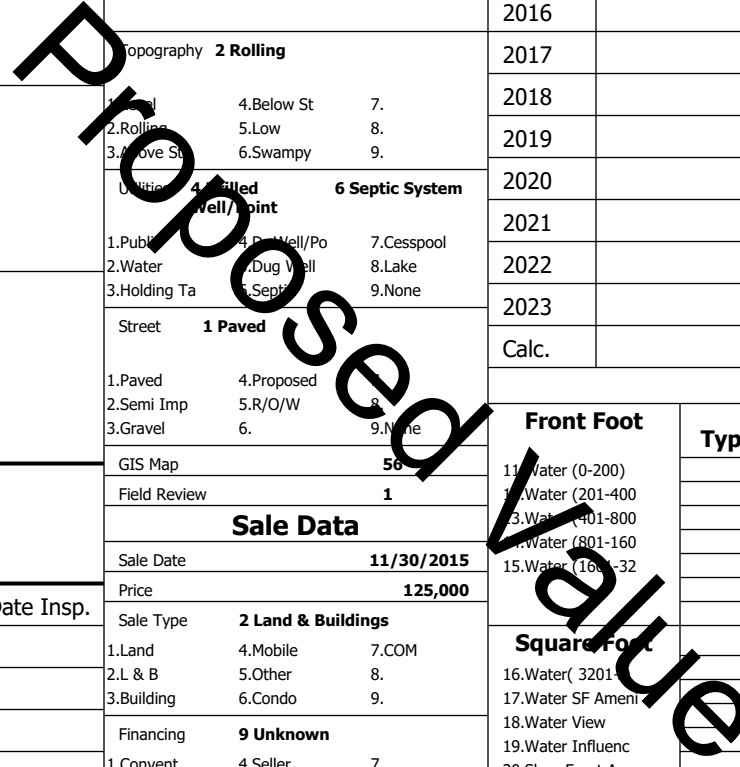 Topography 2 Rolling
4.Below St 7.
2.Rolling 5.Low 8.
3.Above St 6.Swampy 9.
Utilities 4 Drilled Well/Point 6 Septic System
1.Public 4.Dr Well/Po 7.Cesspool
2.Water 5.Dug Well 8.Lake
3.Holding Ta 6.Septic 9.None
Street 1 Paved
1.Paved 4.Proposed
2.Semi Imp 5.R/O/W 8.
3.Gravel 6. 9.None
GIS Map 56
Field Review 1
Sale Data
Sale Date 11/30/2015
Price 125,000
Sale Type 2 Land & Buildings
1.Land 4.Mobile 7.COM
2.L & B 5.Other 8.
3.Building 6.Condo 9.
Financing 9 Unknown
1.Convent 4.Seller 7.
Date Insp.
2016
2017
2018
2019
2020
2021
2022
2023
Calc.
Front Foot
11.Water (0-200)
12.Water (201-400
13.Water (401-800
14.Water (801-160
15.Water (1601-32
Square Foot
16.Water( 3201-
17.Water SF Ameni
18.Water View
19.Water Influenc
Typ
Proposed Value